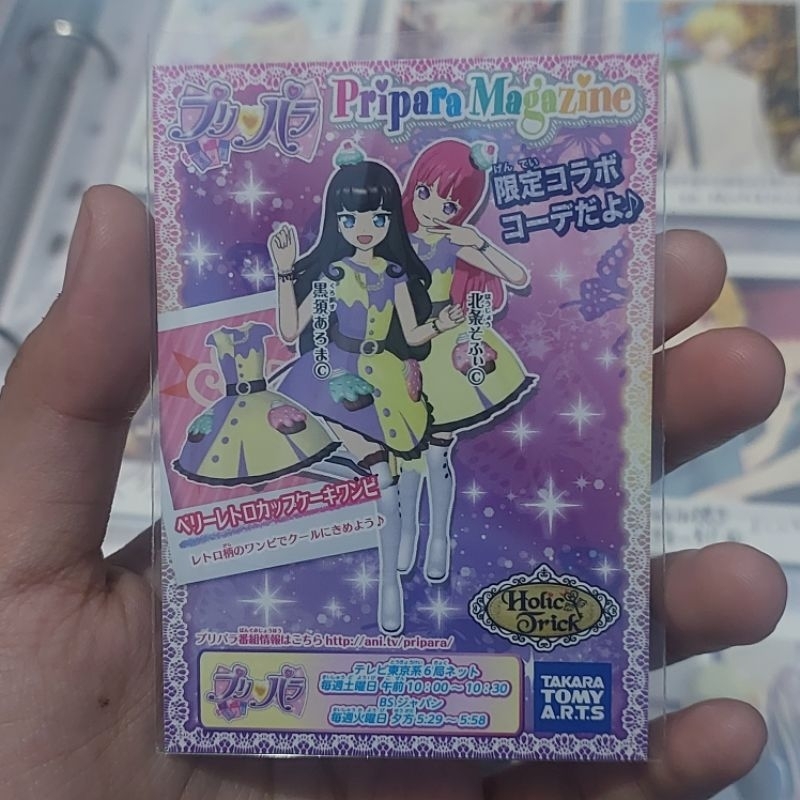 プリパラ
Pripara Magazine
限定コラボ
コーデだよ♪
黒須あろま©
北条そふぃ©
ベリーレトロカップケーキワンピ
レトロ柄のワンピでクールにきめよう♪
Holic Trick
プリパラ番組情報はこちら http://ani.tv/pripara/
プリパラ
テレビ東京系6局ネット
毎週土曜日 午前10:00〜10:30
BSジャパン
毎週火曜日 夕方5:29〜5:58
TAKARA
TOMY
A.R.T.S